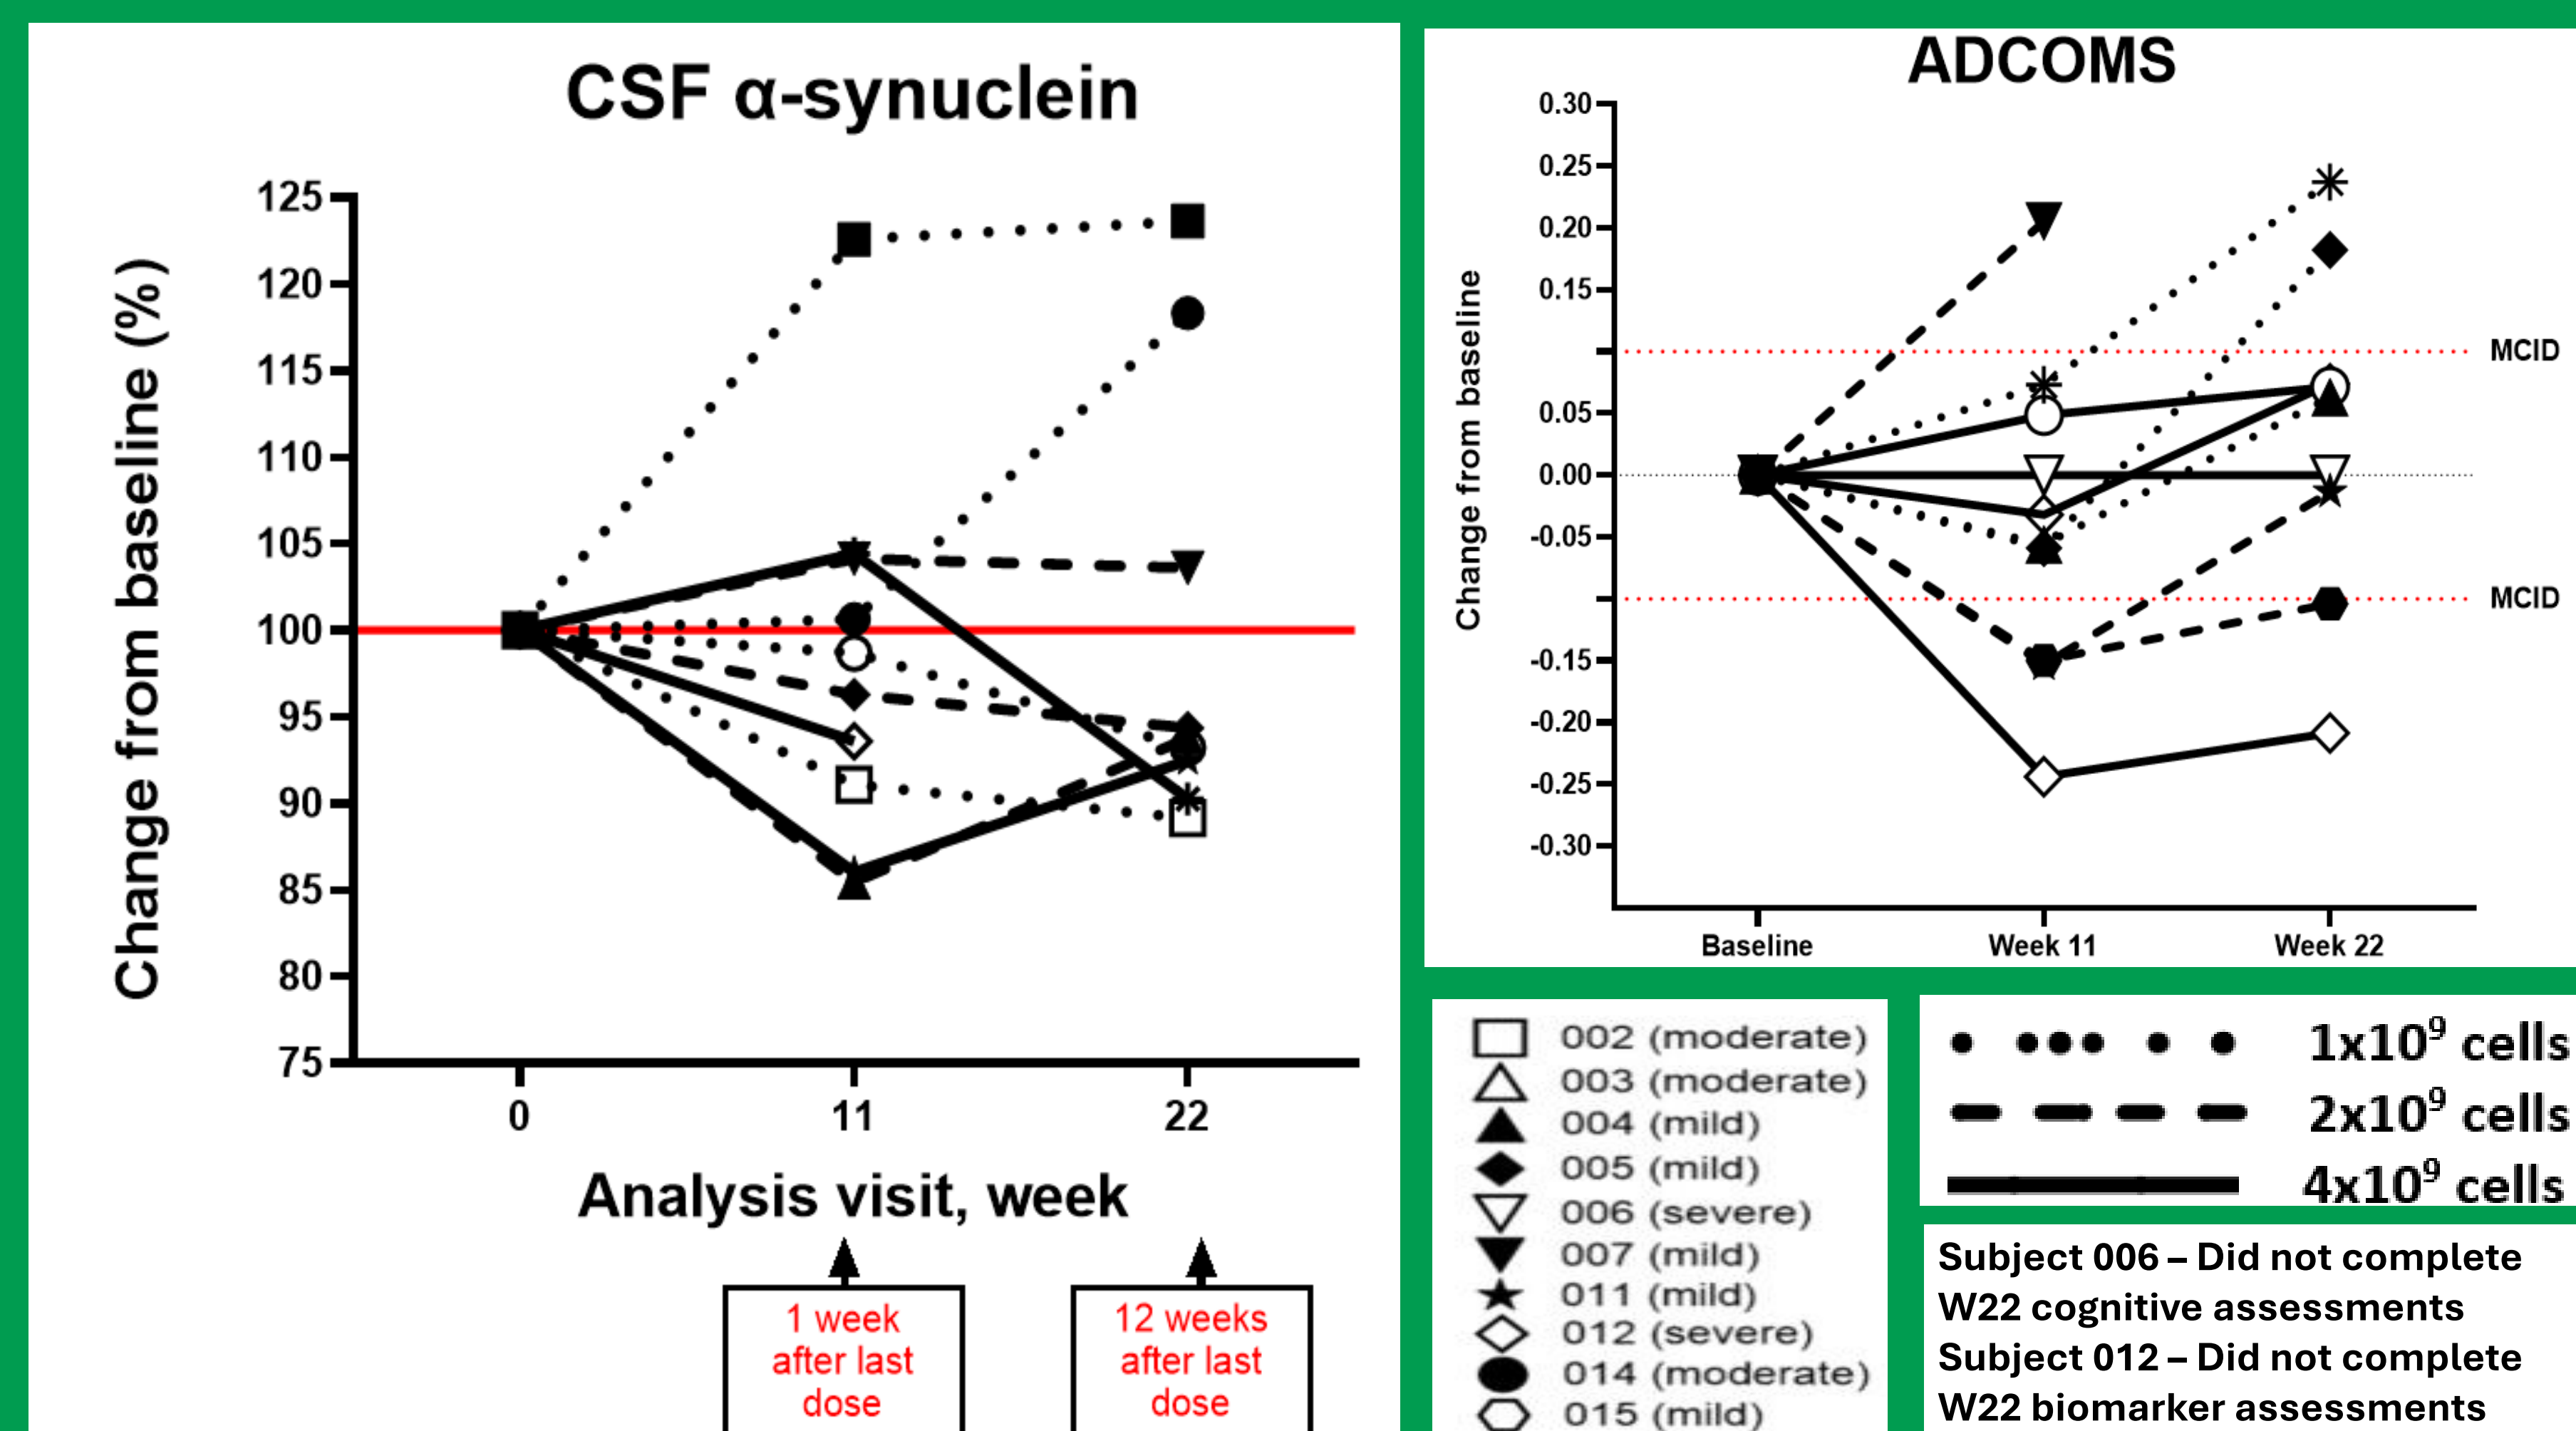 CSF α-synuclein
Change from baseline (%)
125
120
115
110
105
100
95
90
85
80
75
0
11
22
Analysis visit, week
1 week
after last
dose
12 weeks
after last
dose
ADCOMS
Change from baseline
0.30
0.25
0.20
0.15
0.05
0.00
-0.05
-0.15
-0.20
-0.25
-0.30
MCID
MCID
Baseline
Week 11
Week 22
002 (moderate)
003 (moderate)
004 (mild)
005 (mild)
006 (severe)
007 (mild)
011 (mild)
012 (severe)
014 (moderate)
015 (mild)
1x10⁹ cells
2x10⁹ cells
4x10⁹ cells
Subject 006 – Did not complete
W22 cognitive assessments
Subject 012 – Did not complete
W22 biomarker assessments